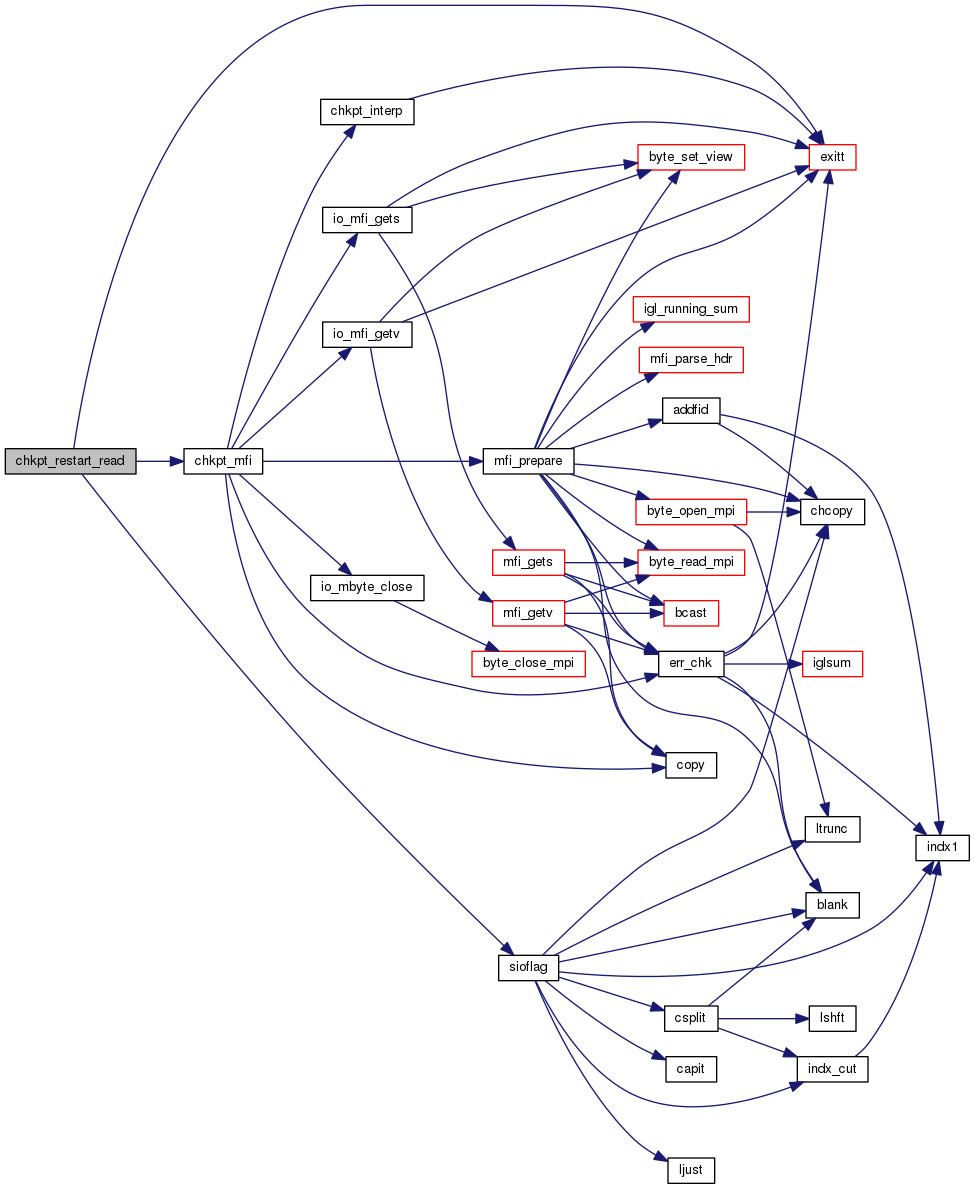 chkpt_interp
byte_set_view
exitt
io_mfi_gets
igl_running_sum
io_mfi_getv
mfi_parse_hdr
addfid
chkpt_restart_read
chkpt_mfi
mfi_prepare
byte_open_mpi
chcopy
mfi_gets
byte_read_mpi
io_mbyte_close
mfi_getv
bcast
byte_close_mpi
err_chk
iglsum
copy
ltrunc
indx1
blank
sioflag
csplit
lshft
capit
indx_cut
ljust